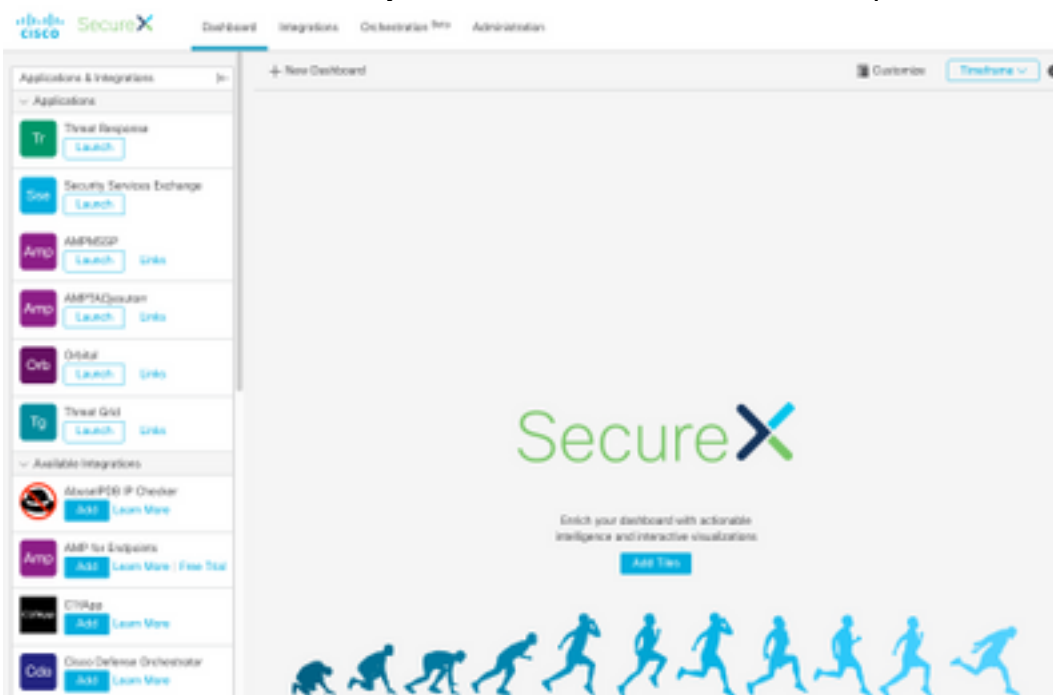 cisco SecureX Dashboard Integrations Orchestration Beta Administration
Applications & Integrations
+ New Dashboard Customize Timeframe
Applications
Tr Threat Response
Launch
Sse Security Services Exchange
Launch
Amp AMPMSSP
Launch Links
Amp
Launch Links
Orb Orbital
Launch Links
Tg Threat Grid
Launch Links
Available Integrations
AbuseIPDB IP Checker
Add Learn More
Amp AMP for Endpoints
Add Learn More | Free Trial
Add Learn More
Cdo Cisco Defense Orchestrator
Add Learn More
SecureX
Enrich your dashboard with actionable
intelligence and interactive visualizations
Add Tiles